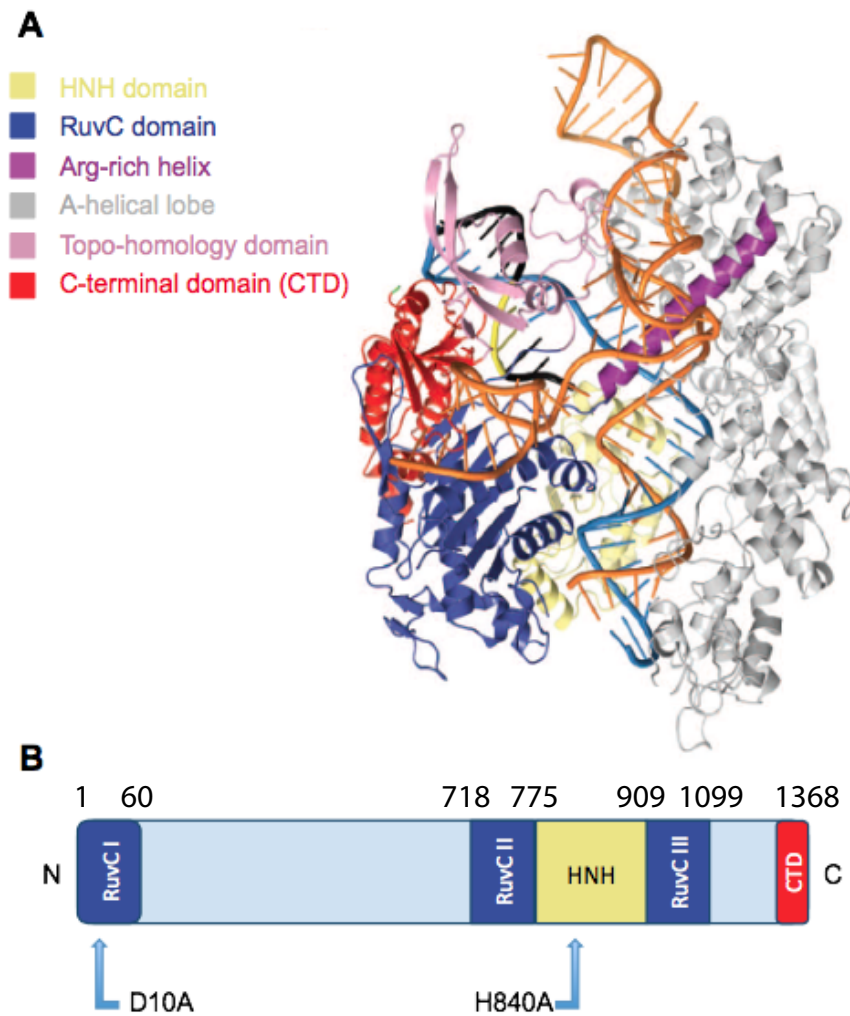 A
HNH domain
RuvC domain
Arg-rich helix
A-helical lobe
Topo-homology domain
C-terminal domain (CTD)
B
1 60 718 775 909 1099 1368
N RuvC I RuvC II HNH RuvC III CTD C
D10A H840A